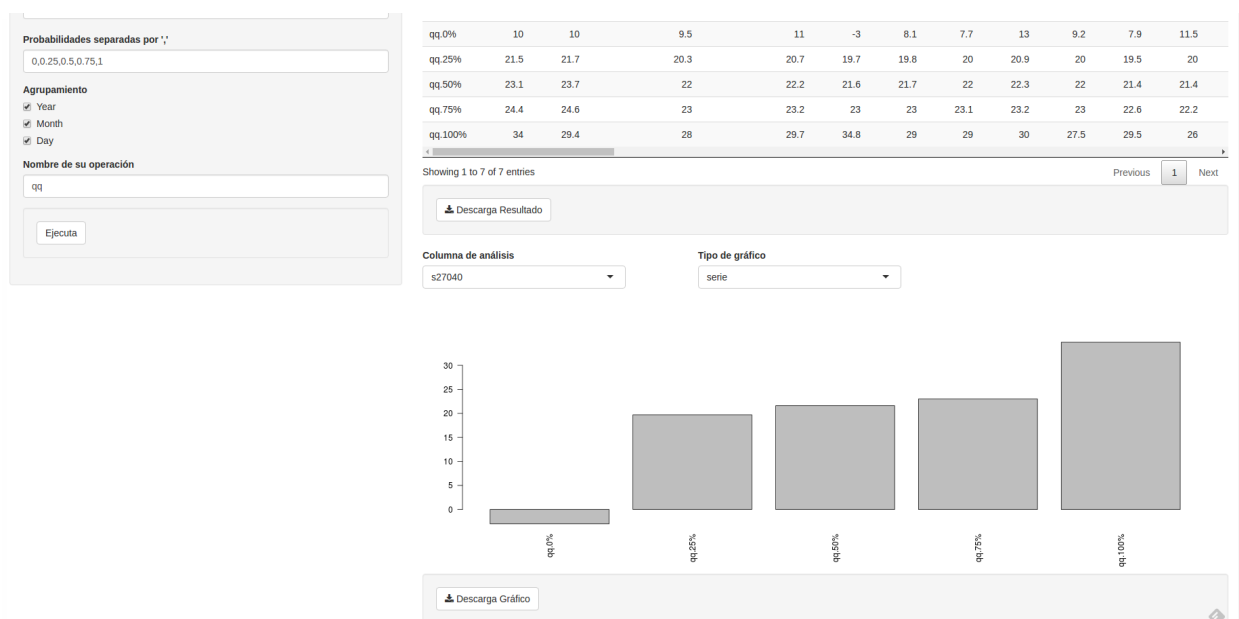 Probabilidades separadas por ','
0,0.25,0.5,0.75,1
Agrupamiento
Year
Month
Day
Nombre de su operación
qq
Ejecuta
qq.0% 10 10 9.5 11 -3 8.1 7.7 13 9.2 7.9 11.5
qq.25% 21.5 21.7 20.3 20.7 19.7 19.8 20 20.9 20 19.5 20
qq.50% 23.1 23.7 22 22.2 21.6 21.7 22 22.3 22 21.4 21.4
qq.75% 24.4 24.6 23 23.2 23 23 23.1 23.2 23 22.6 22.2
qq.100% 34 29.4 28 29.7 34.8 29 29 30 27.5 29.5 26
Showing 1 to 7 of 7 entries
Previous 1 Next
Descarga Resultado
Columna de análisis
s27040
Tipo de gráfico
serie
30
25
20
15
10
5
0
qq.0%
qq.25%
qq.50%
qq.75%
qq.100%
Descarga Gráfico